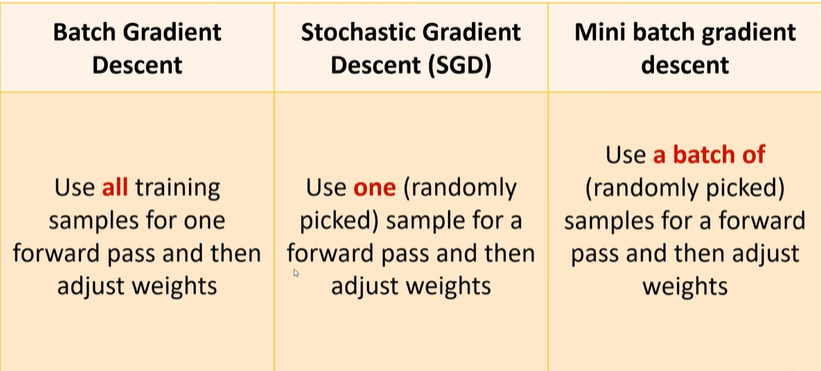 Batch Gradient
Descent
Stochastic Gradient
Descent (SGD)
Mini batch gradient
descent
Use all training
samples for one
forward pass and then
adjust weights
Use one (randomly
picked) sample for a
forward pass and then
adjust weights
Use a batch of
(randomly picked)
samples for a forward
pass and then adjust
weights